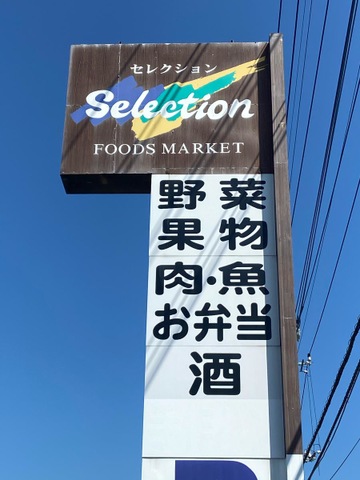 セレクション
Selection
FOODS MARKET
野菜
果物
肉・魚
お弁当
酒